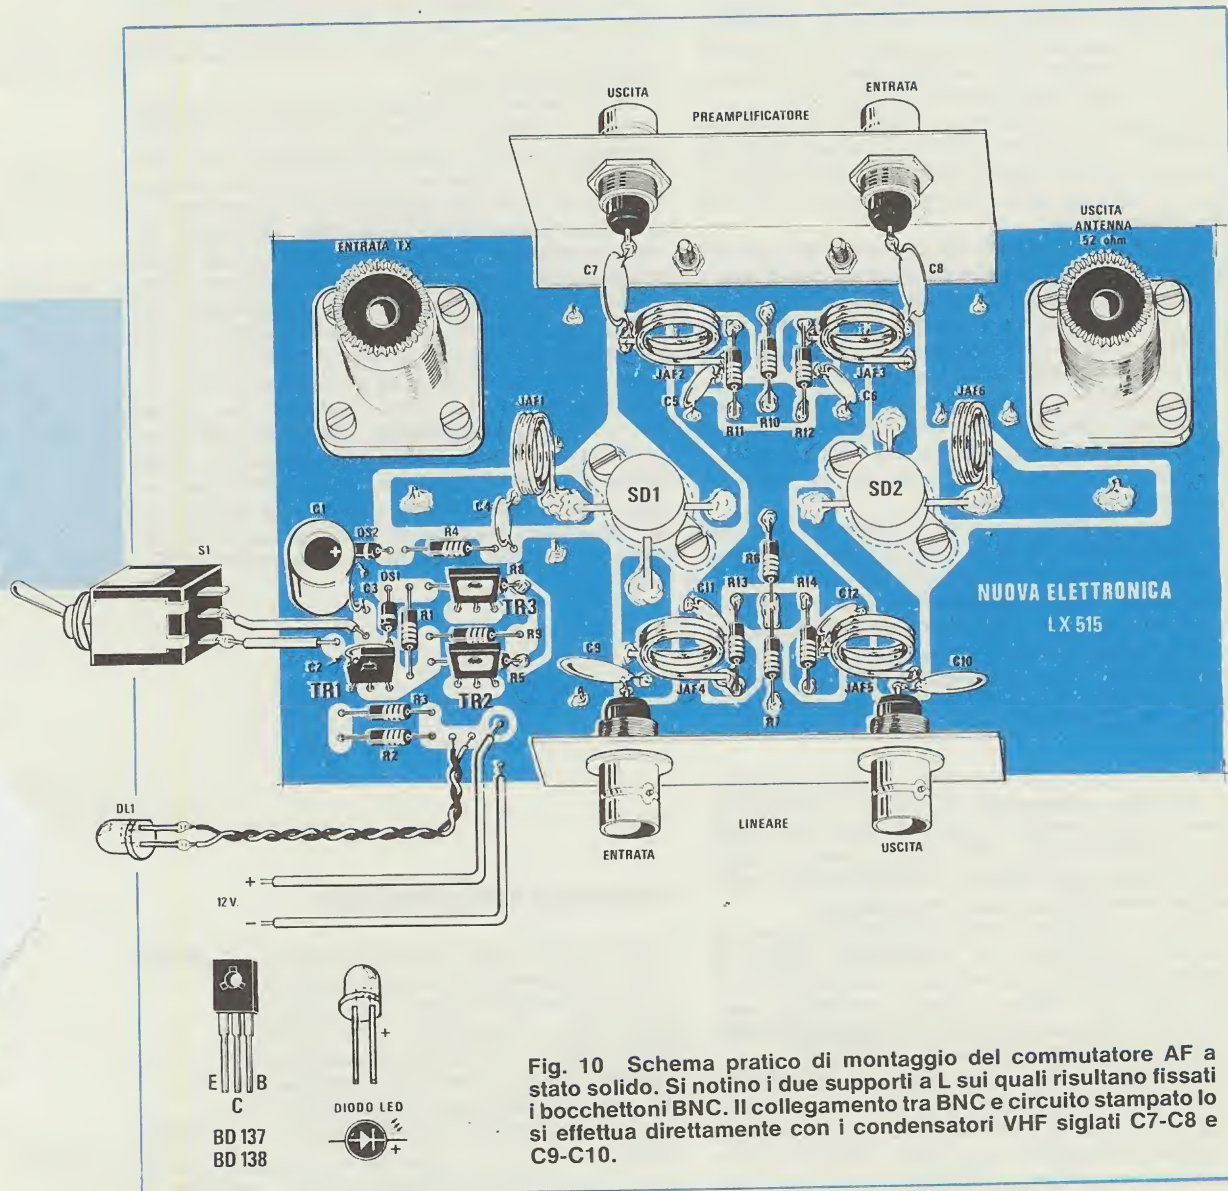 USCITA
ENTRATA
PREAMPLIFICATORE
USCITA
ANTENNA
52 ohm
ENTRATA TX
C7
C8
JAF2
JAF3
C5
C6
R11
R10
R12
JAF1
JAF6
SD1
SD2
C1
+
DS2
R4
C4
S1
C3
DS1
R1
R8
TR3
R9
R6
C11
R13
R14
C12
NUOVA ELETTRONICA
LX 515
C2
TR1
TR2
R5
C9
C10
JAF4
JAF5
R7
R3
R2
DL1
LINEARE
ENTRATA
USCITA
+
12 V.
-
E
B
C
BD 137
BD 138
+
DIODO LED
+
Fig. 10 Schema pratico di montaggio del commutatore AF a
stato solido. Si notino i due supporti a L sui quali risultano fissati
i bocchettoni BNC. Il collegamento tra BNC e circuito stampato lo
si effettua direttamente con i condensatori VHF siglati C7-C8 e
C9-C10.